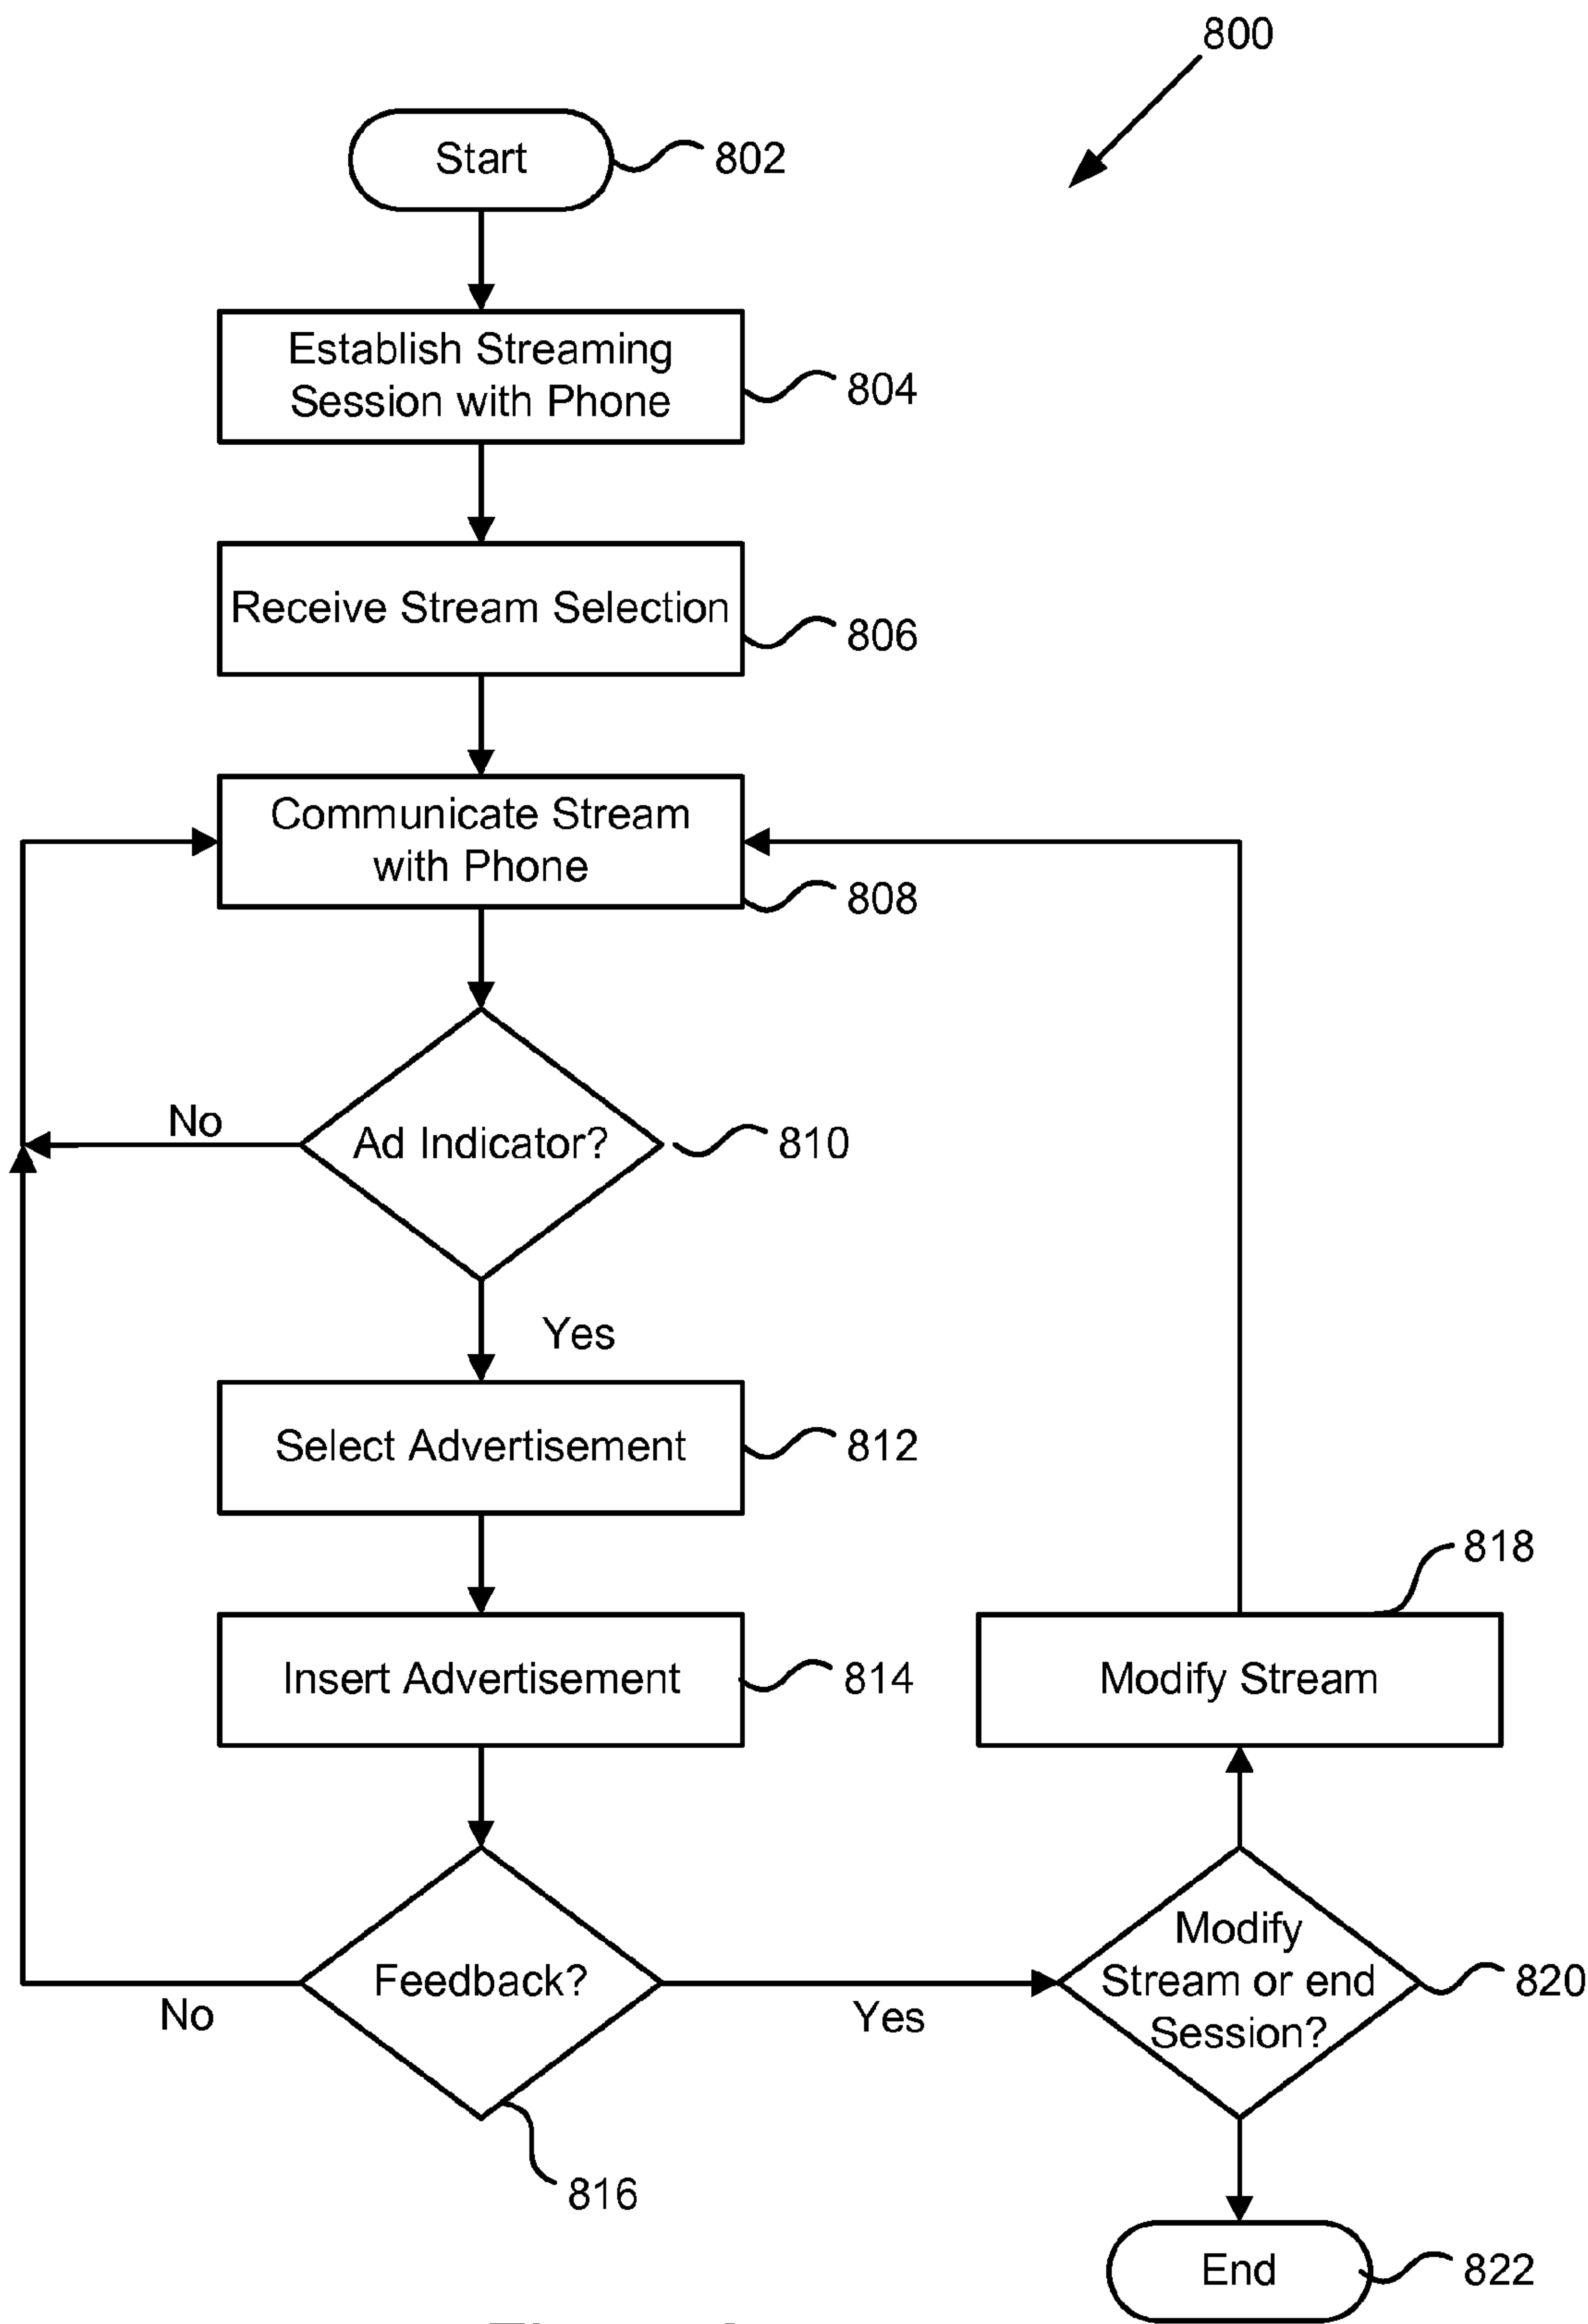 800
Start
802
Establish Streaming
Session with Phone
804
Receive Stream Selection
806
Communicate Stream
with Phone
808
No
Ad Indicator?
810
Yes
Select Advertisement
812
818
Insert Advertisement
814
Modify Stream
Feedback?
No
Yes
Modify
Stream or end
Session?
820
816
End
822